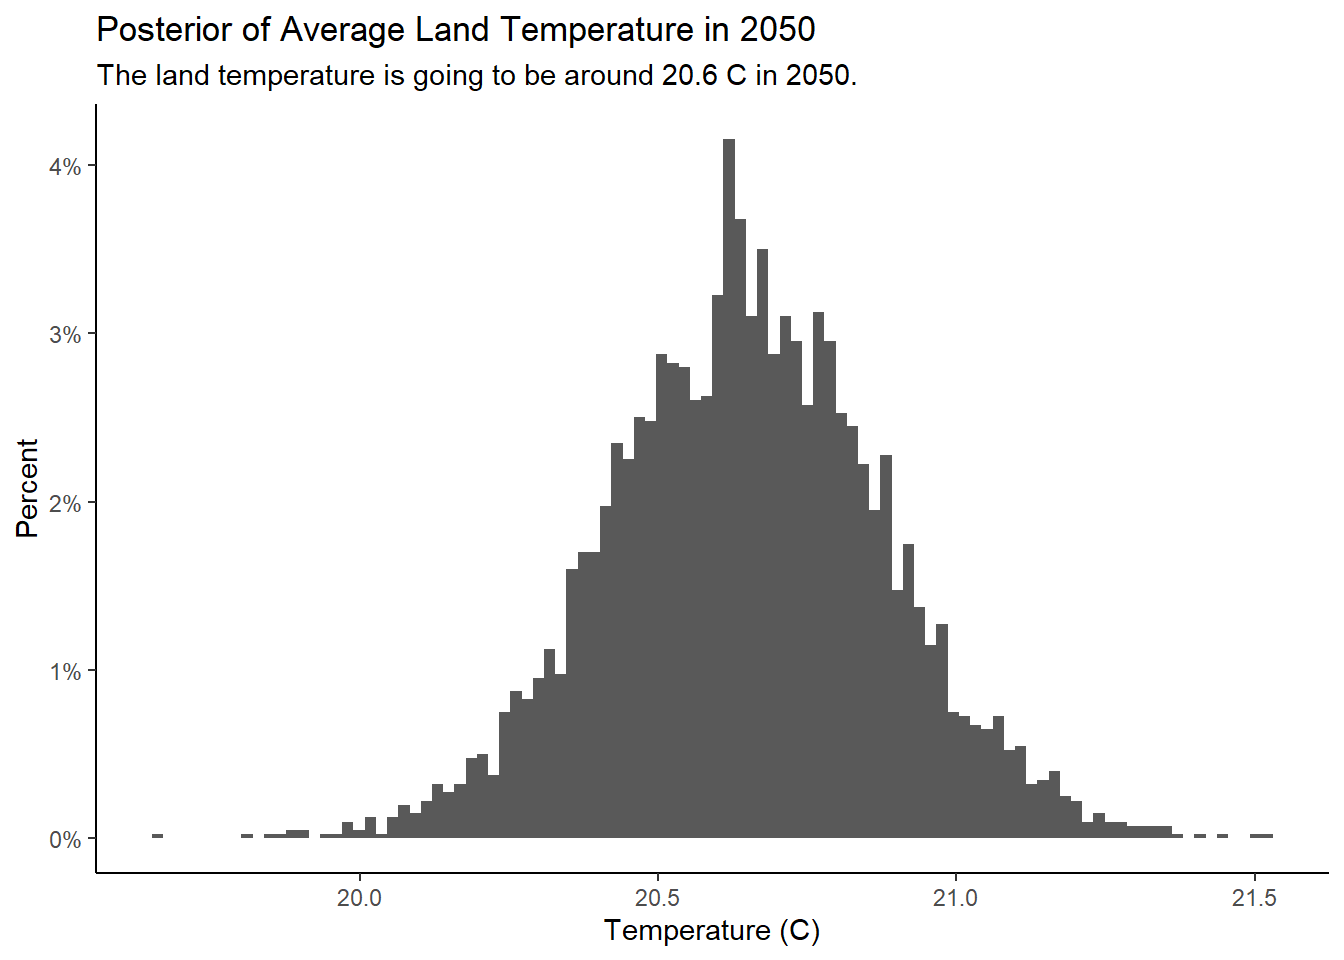 Posterior of Average Land Temperature in 2050
The land temperature is going to be around 20.6 C in 2050.
4%
3%
2%
1%
0%
Percent
20.0
20.5
21.0
21.5
Temperature (C)